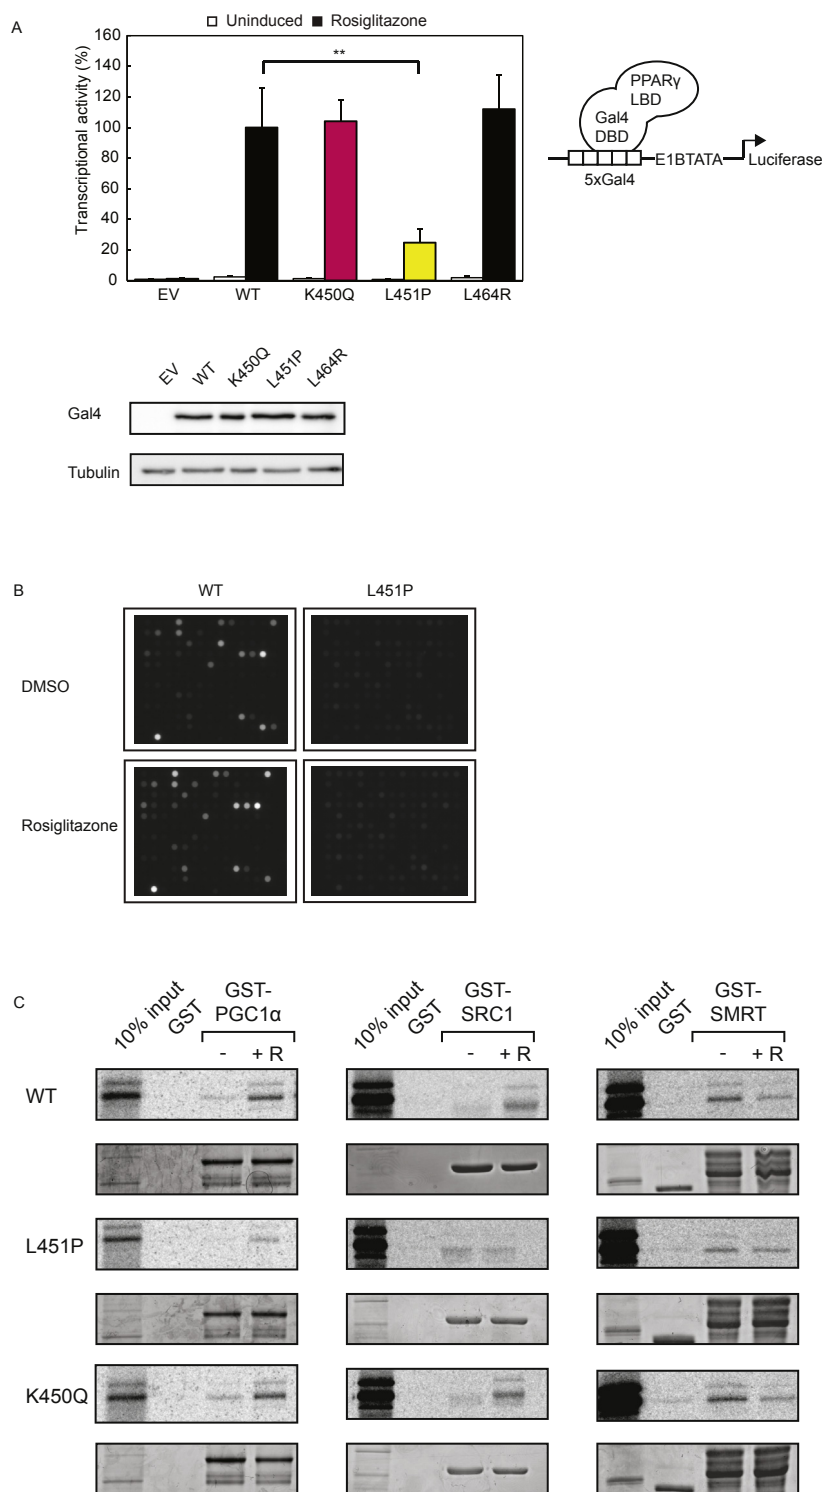 A
Uninduced Rosiglitazone
Transcriptional activity (%)
160
140
120
100
80
60
40
20
0
**
EV WT K450Q L451P L464R
PPARγ
LBD
Gal4
DBD
E1BTATA
Luciferase
5xGal4
EV WT K450Q L451P L464R
Gal4
Tubulin
B
WT L451P
DMSO
Rosiglitazone
C
10% input GST GST-PGC1α - + R
10% input GST GST-SRC1 - + R
10% input GST GST-SMRT - + R
WT
L451P
K450Q